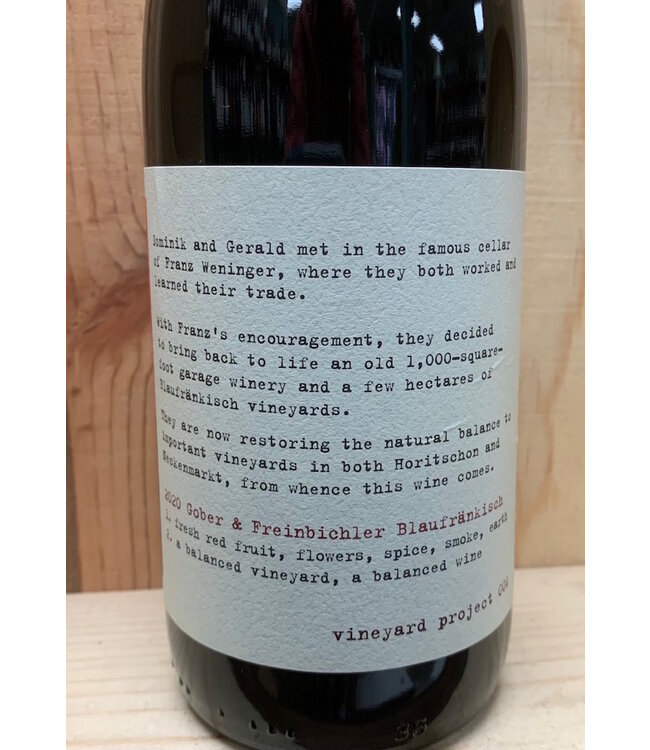 Dominik and Gerald met in the famous cellar
of Franz Weninger, where they both worked and
learned their trade.
With Franz's encouragement, they decided
to bring back to life an old 1,000-square-
foot garage winery and a few hectares of
Blaufränkisch vineyards.
They are now restoring the natural balance to
important vineyards in both Horitschon and
Neckenmarkt, from whence this wine comes.
2020 Gober & Freinbichler Blaufränkisch
1. fresh red fruit, flowers, spice, smoke, earth
2. a balanced vineyard, a balanced wine
vineyard project 004
35